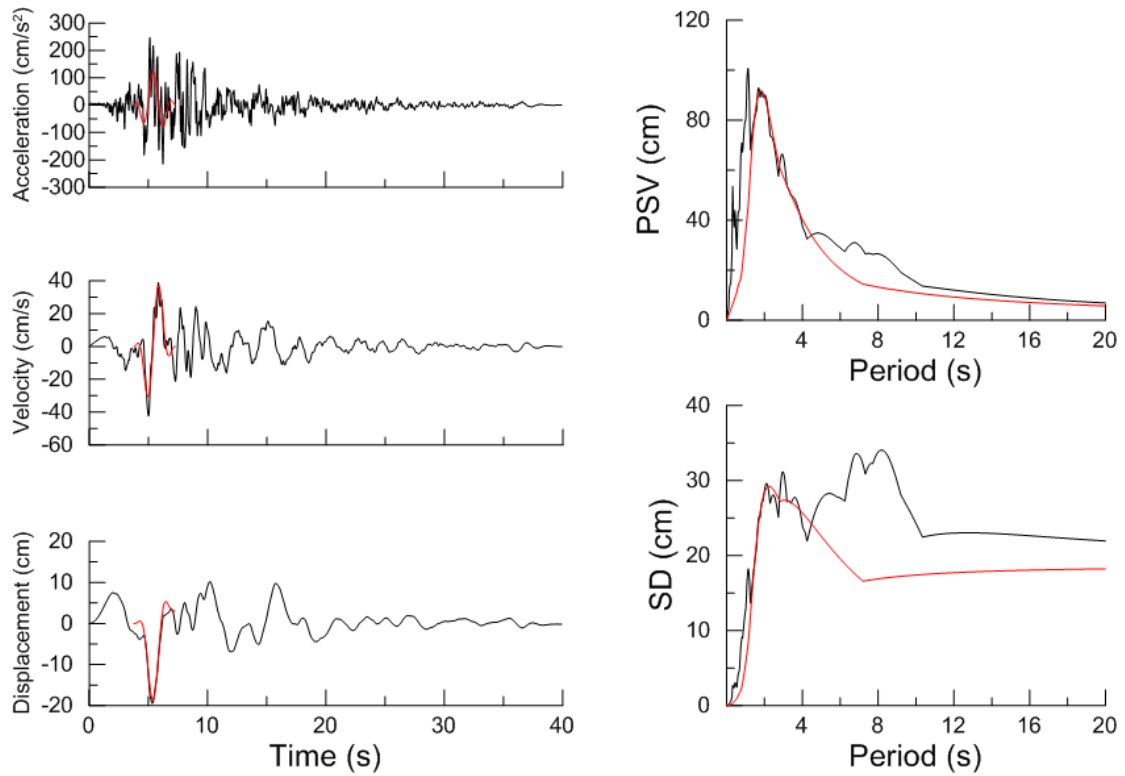 Acceleration (cm/s²)
300
200
100
0
-100
-200
-300
Velocity (cm/s)
40
20
0
-20
-40
-60
Displacement (cm)
20
10
0
-10
-20
0 10 20 30 40
Time (s)
PSV (cm)
120
80
40
0
4 8 12 16 20
Period (s)
SD (cm)
40
30
20
10
0
4 8 12 16 20
Period (s)